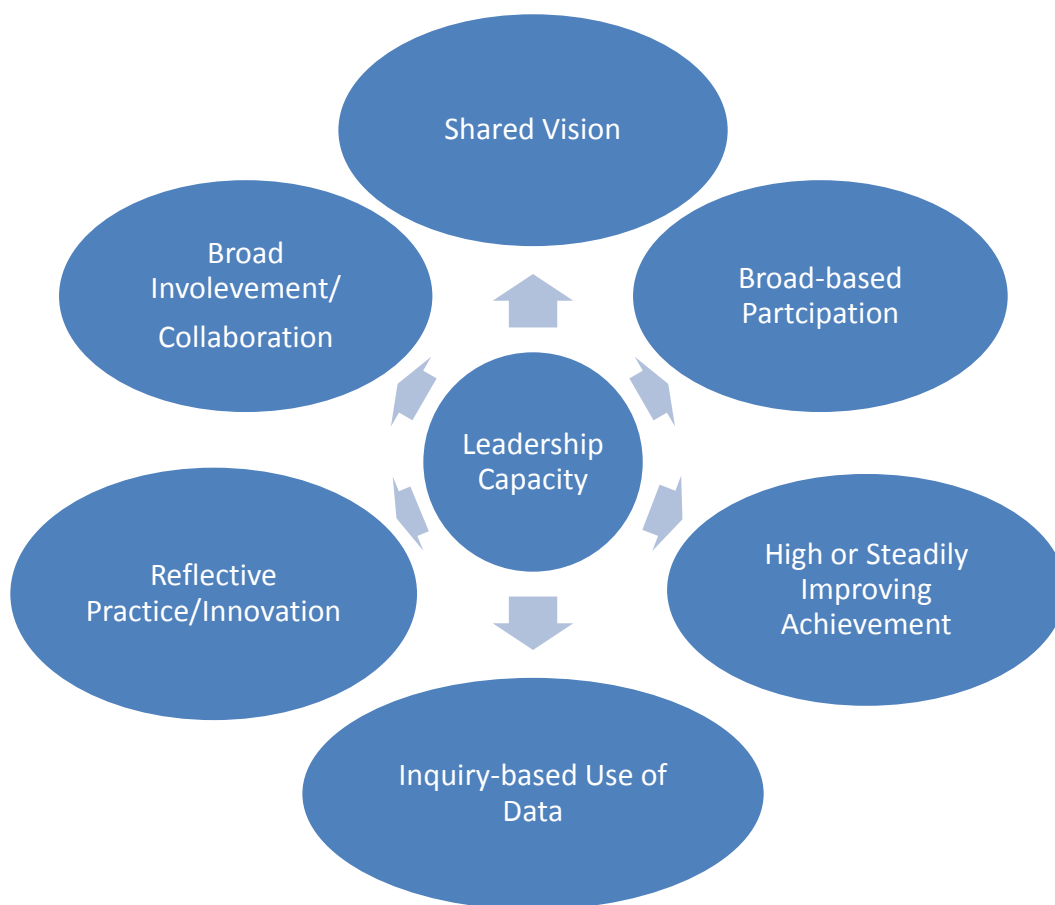 Shared Vision
Broad
Involevement/
Collaboration
Broad-based
Partcipation
Leadership
Capacity
Reflective
Practice/Innovation
High or Steadily
Improving
Achievement
Inquiry-based Use of
Data